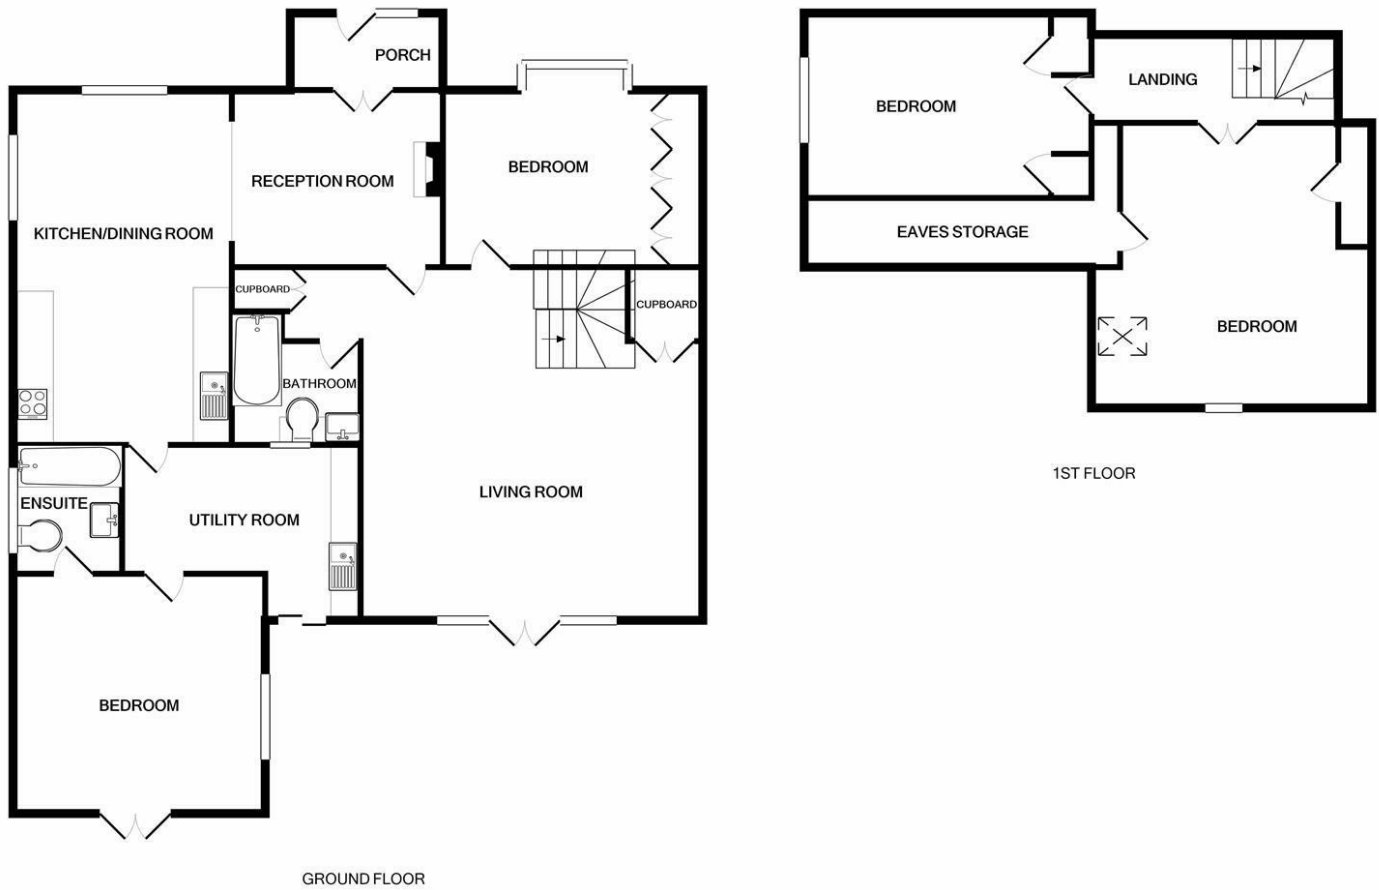 PORCH
RECEPTION ROOM
BEDROOM
KITCHEN/DINING ROOM
CUPBOARD
CUPBOARD
BATHROOM
ENSUITE
UTILITY ROOM
LIVING ROOM
BEDROOM
GROUND FLOOR
BEDROOM
LANDING
EAVES STORAGE
BEDROOM
1ST FLOOR